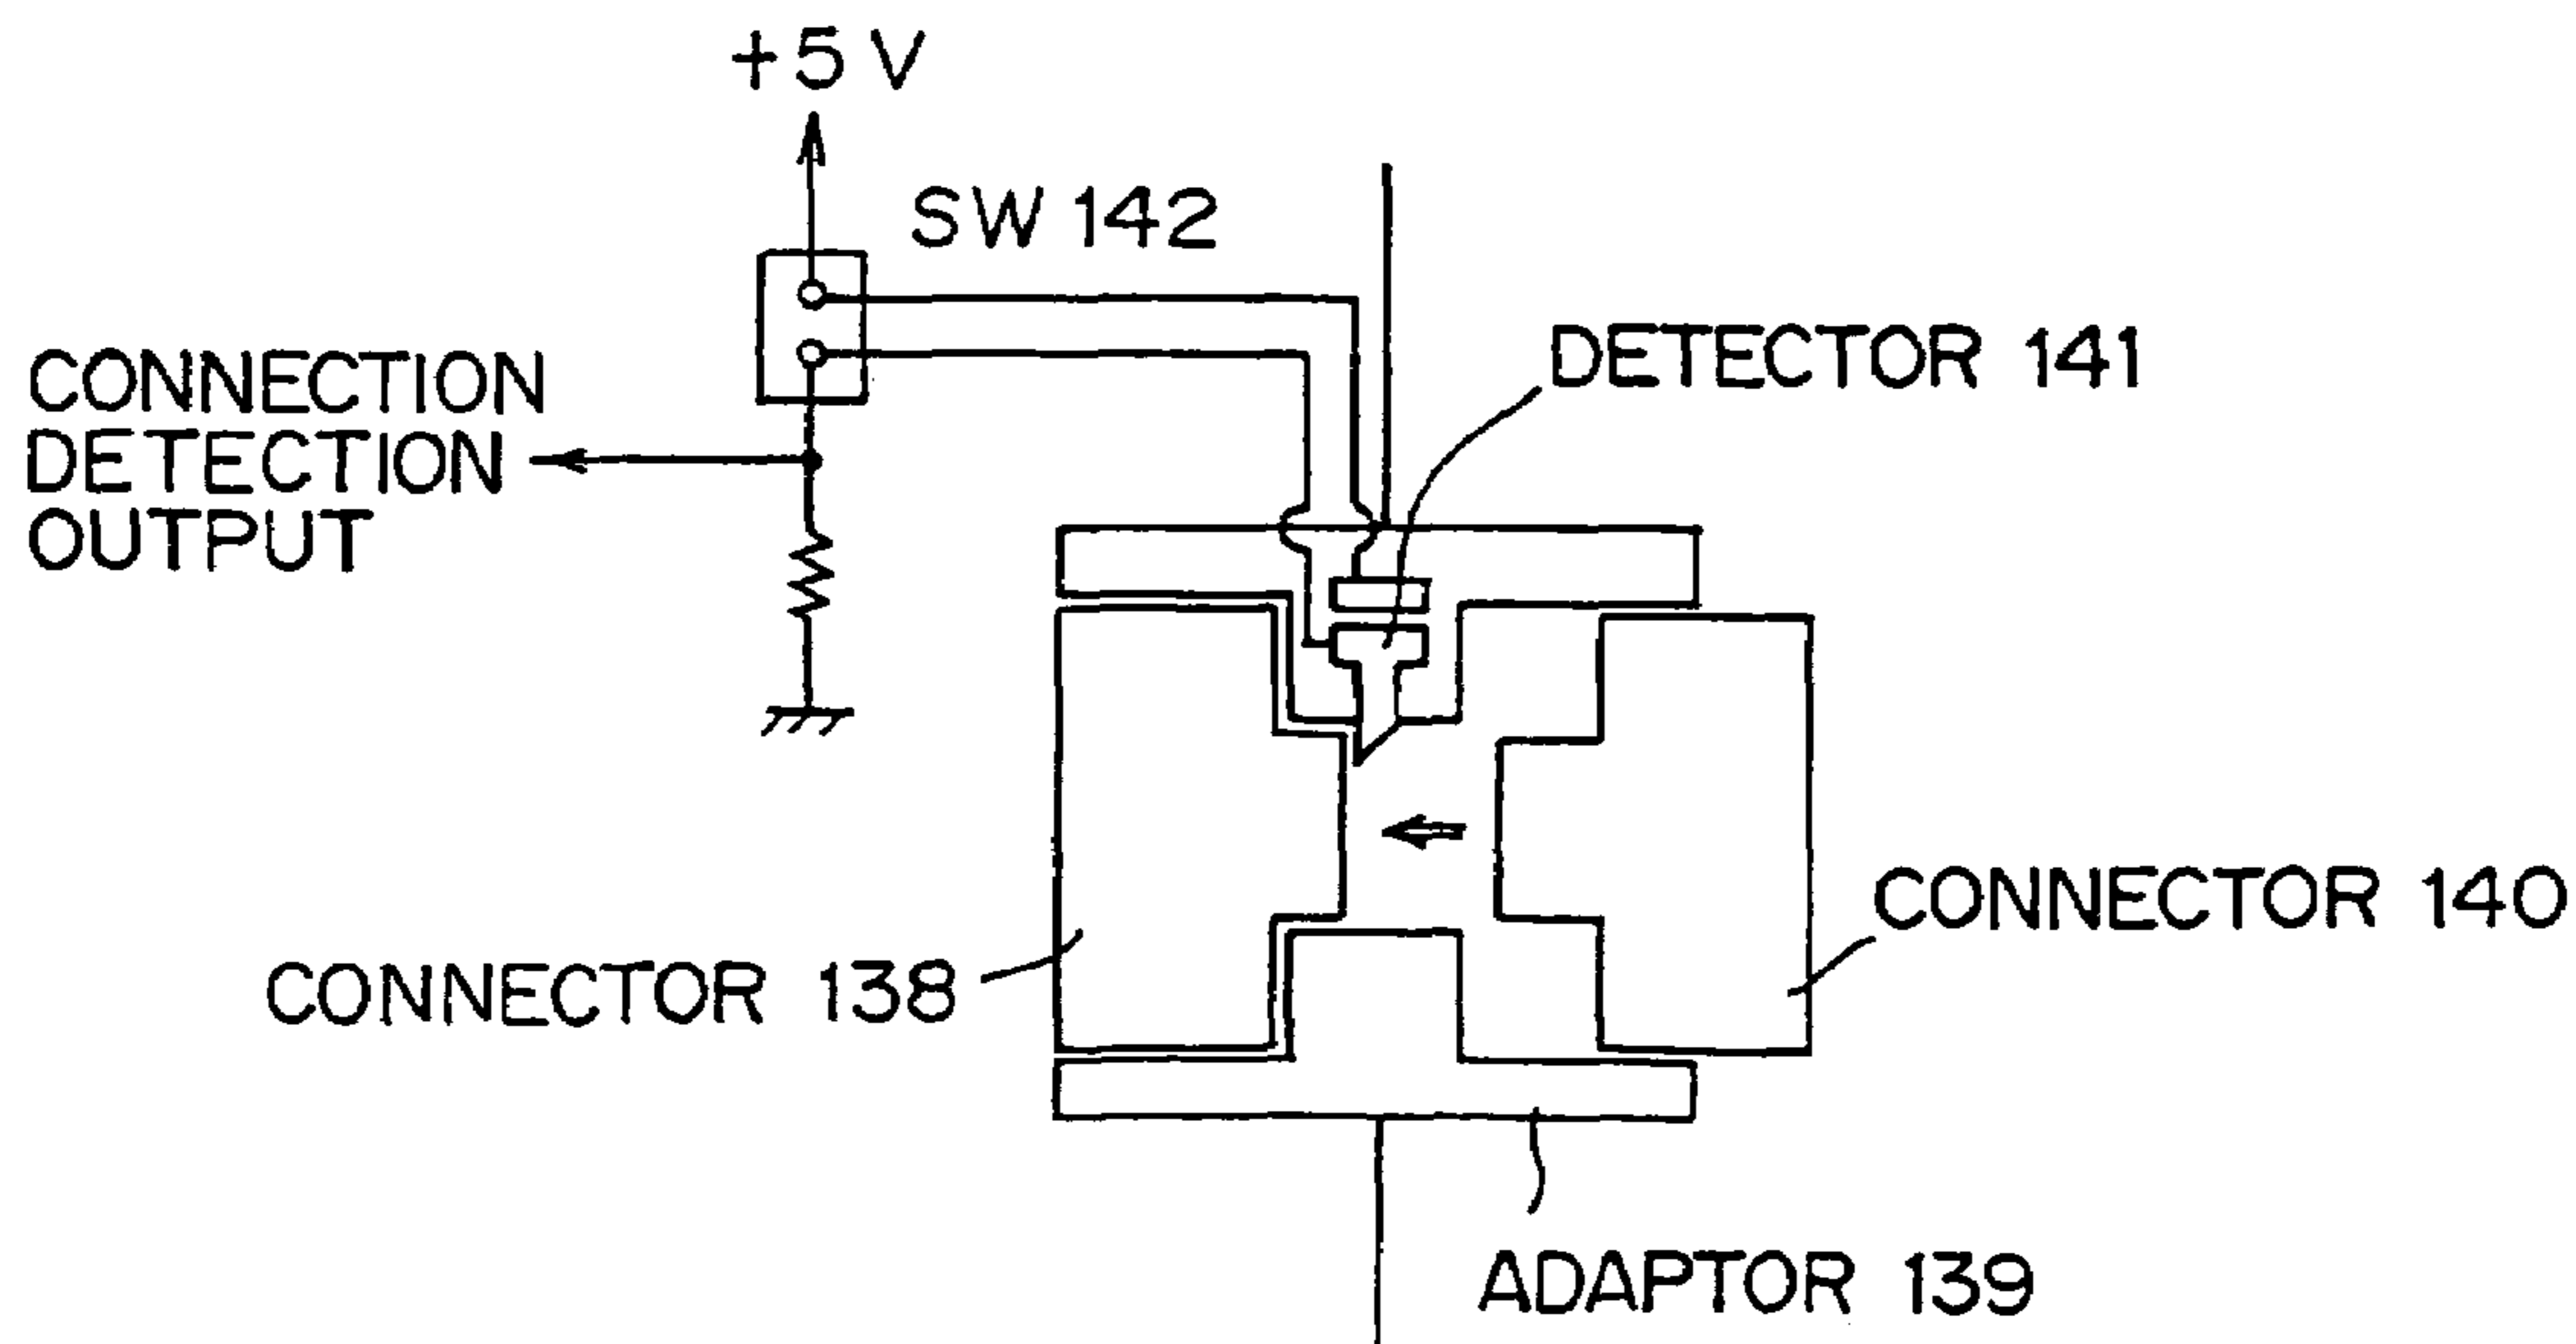 +5 V
SW 142
DETECTOR 141
CONNECTION
DETECTION
OUTPUT
CONNECTOR 140
CONNECTOR 138
ADAPTOR 139